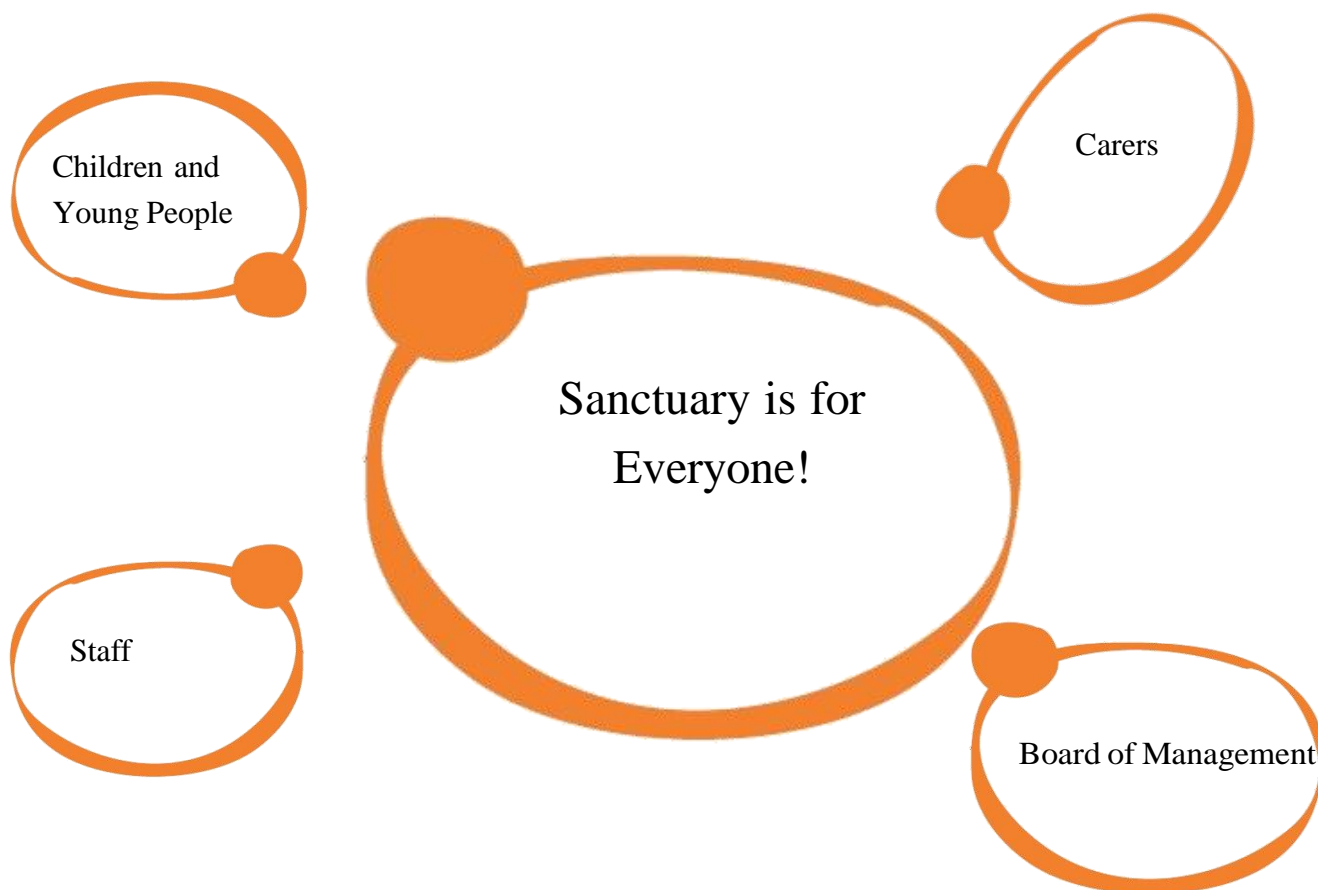 Children and
Young People
Carers
Sanctuary is for
Everyone!
Staff
Board of Management